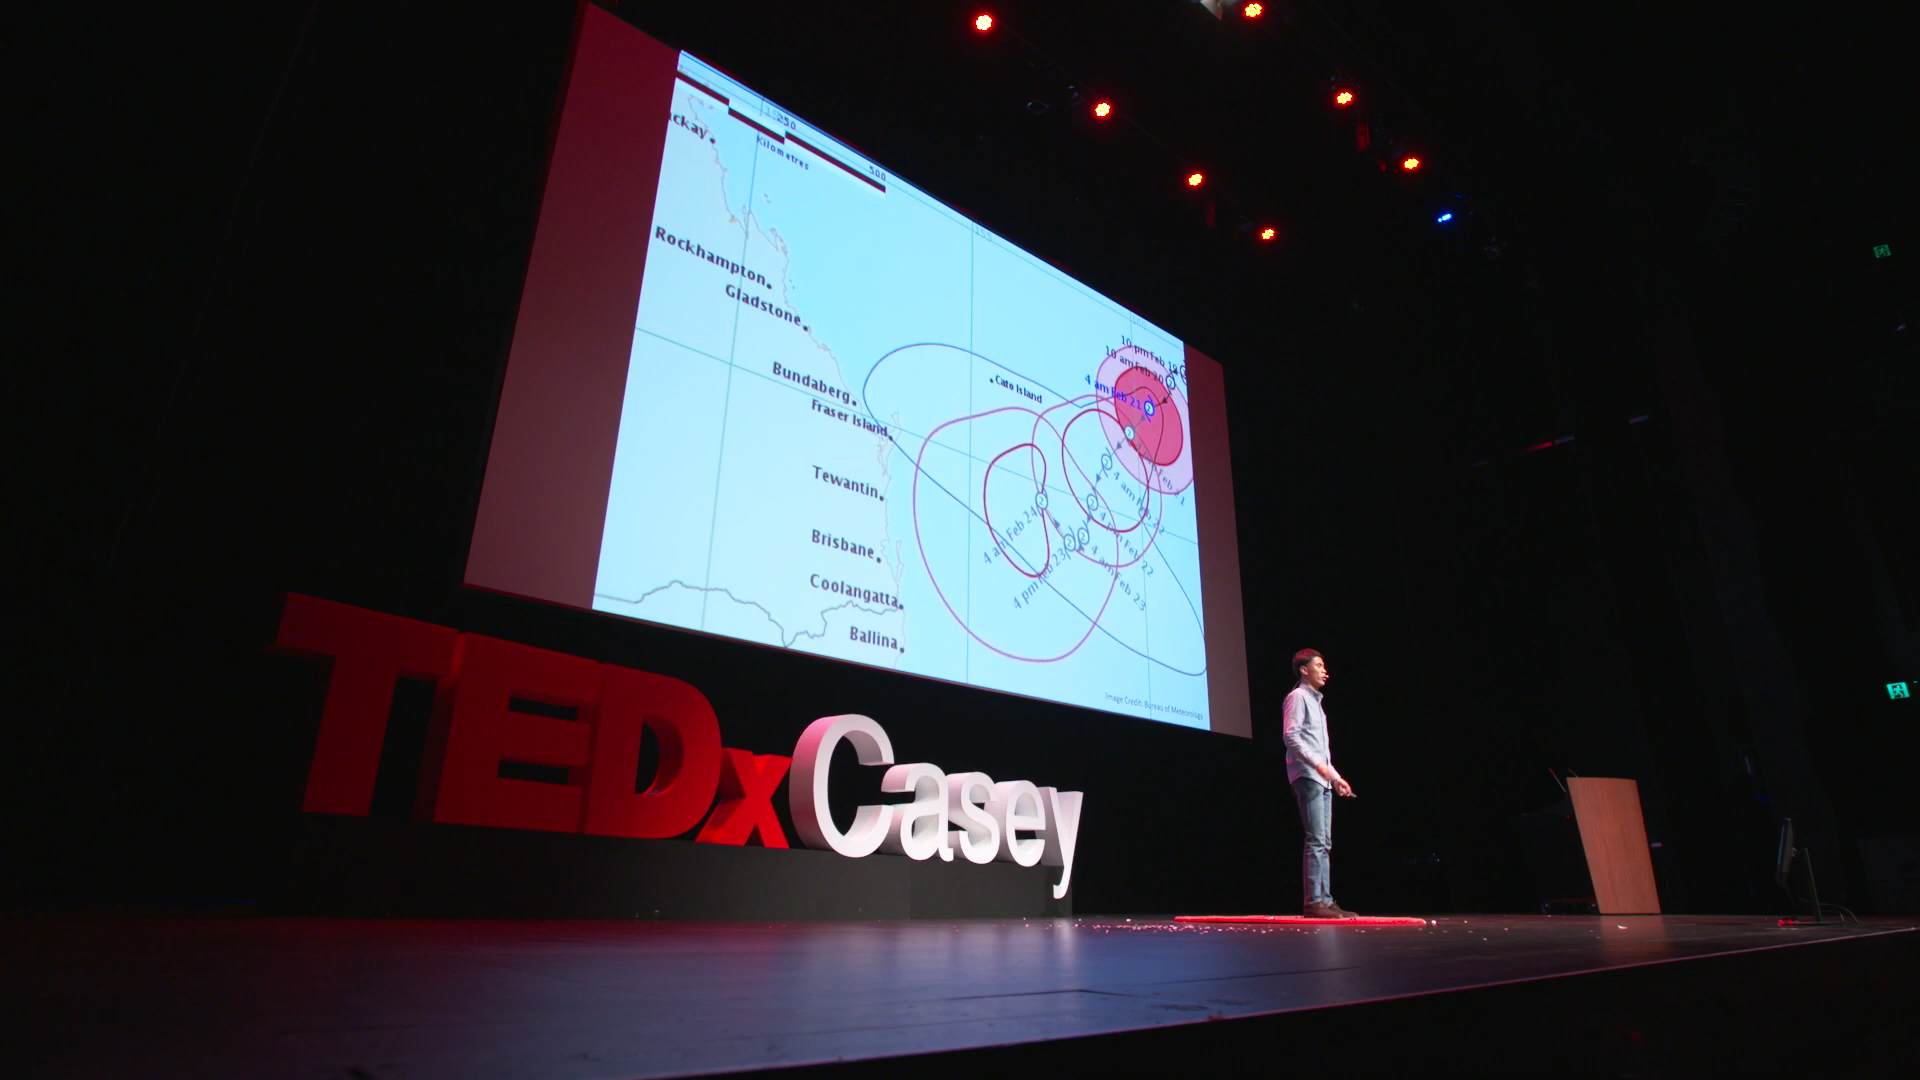 ckay
250
Kilometres
500
Rockhampton
Gladstone
Bundaberg
Cato Island
Fraser Island
10 pm Feb 19
10 am Feb 20
4 am Feb 21
4 am Feb 22
Tewantin
4 am Feb 24
4 pm Feb 23
4 am Feb 23
Brisbane
Coolangatta
Ballina
Image Credit: Bureau of Meteorology
TEDxCasey